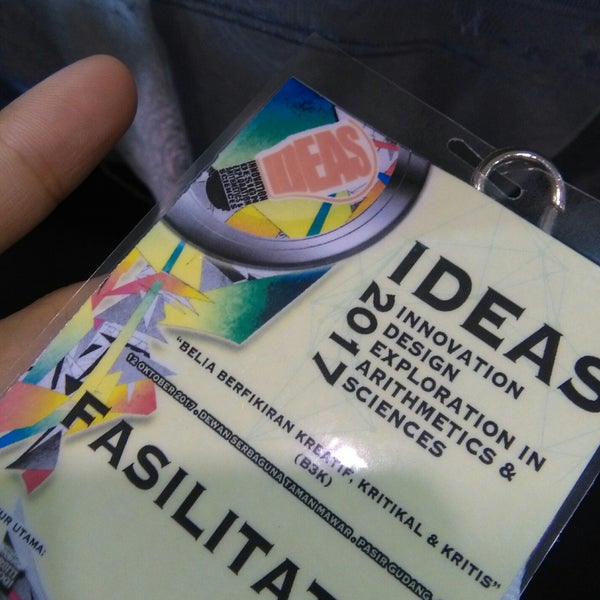 IDEAS
IDEAS
2017
INNOVATION
DESIGN
EXPLORATION IN
ARITHMETICS &
SCIENCES
"BELIA BERFIKIRAN KREATIF, KRITIKAL & KRITIS"
(B3K)
12 OKTOBER 2017 . DEWAN SERBAGUNA TAMAN MAWAR . PASIR GUDANG
FASILITAT
UTAMA: